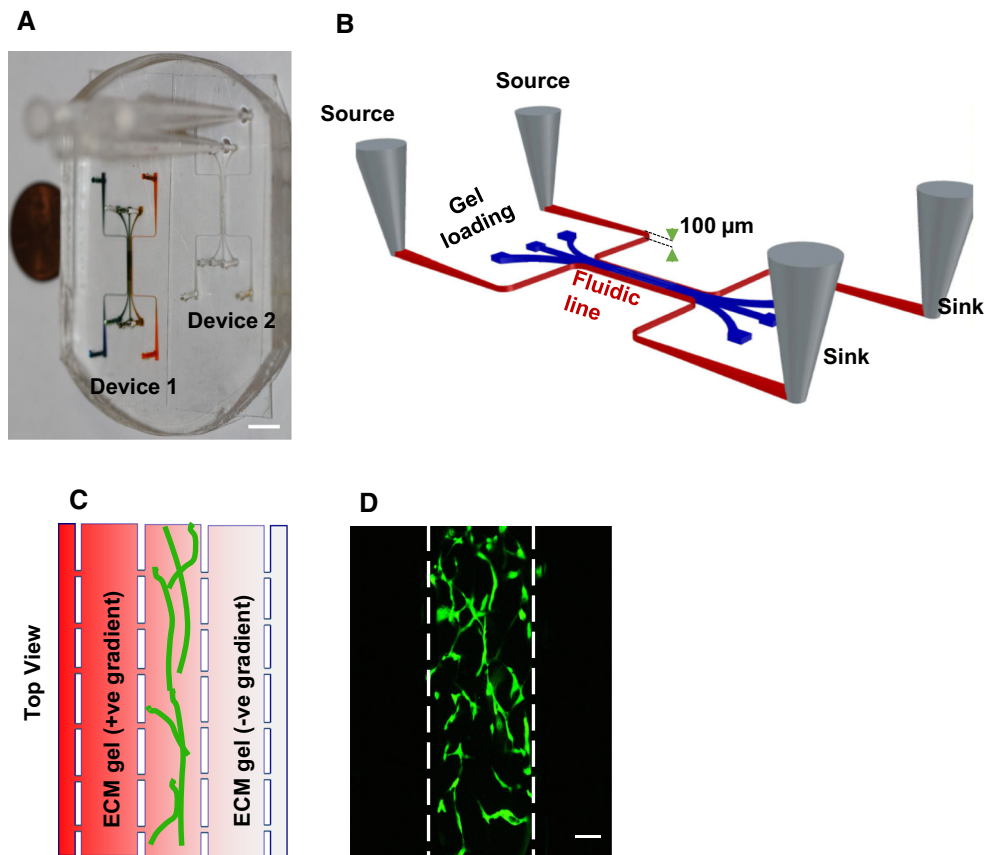 A
Device 1
Device 2
B
Source
Source
Gel
loading
100 µm
Fluidic
line
Sink
Sink
C
Top View
ECM gel (+ve gradient)
ECM gel (-ve gradient)
D